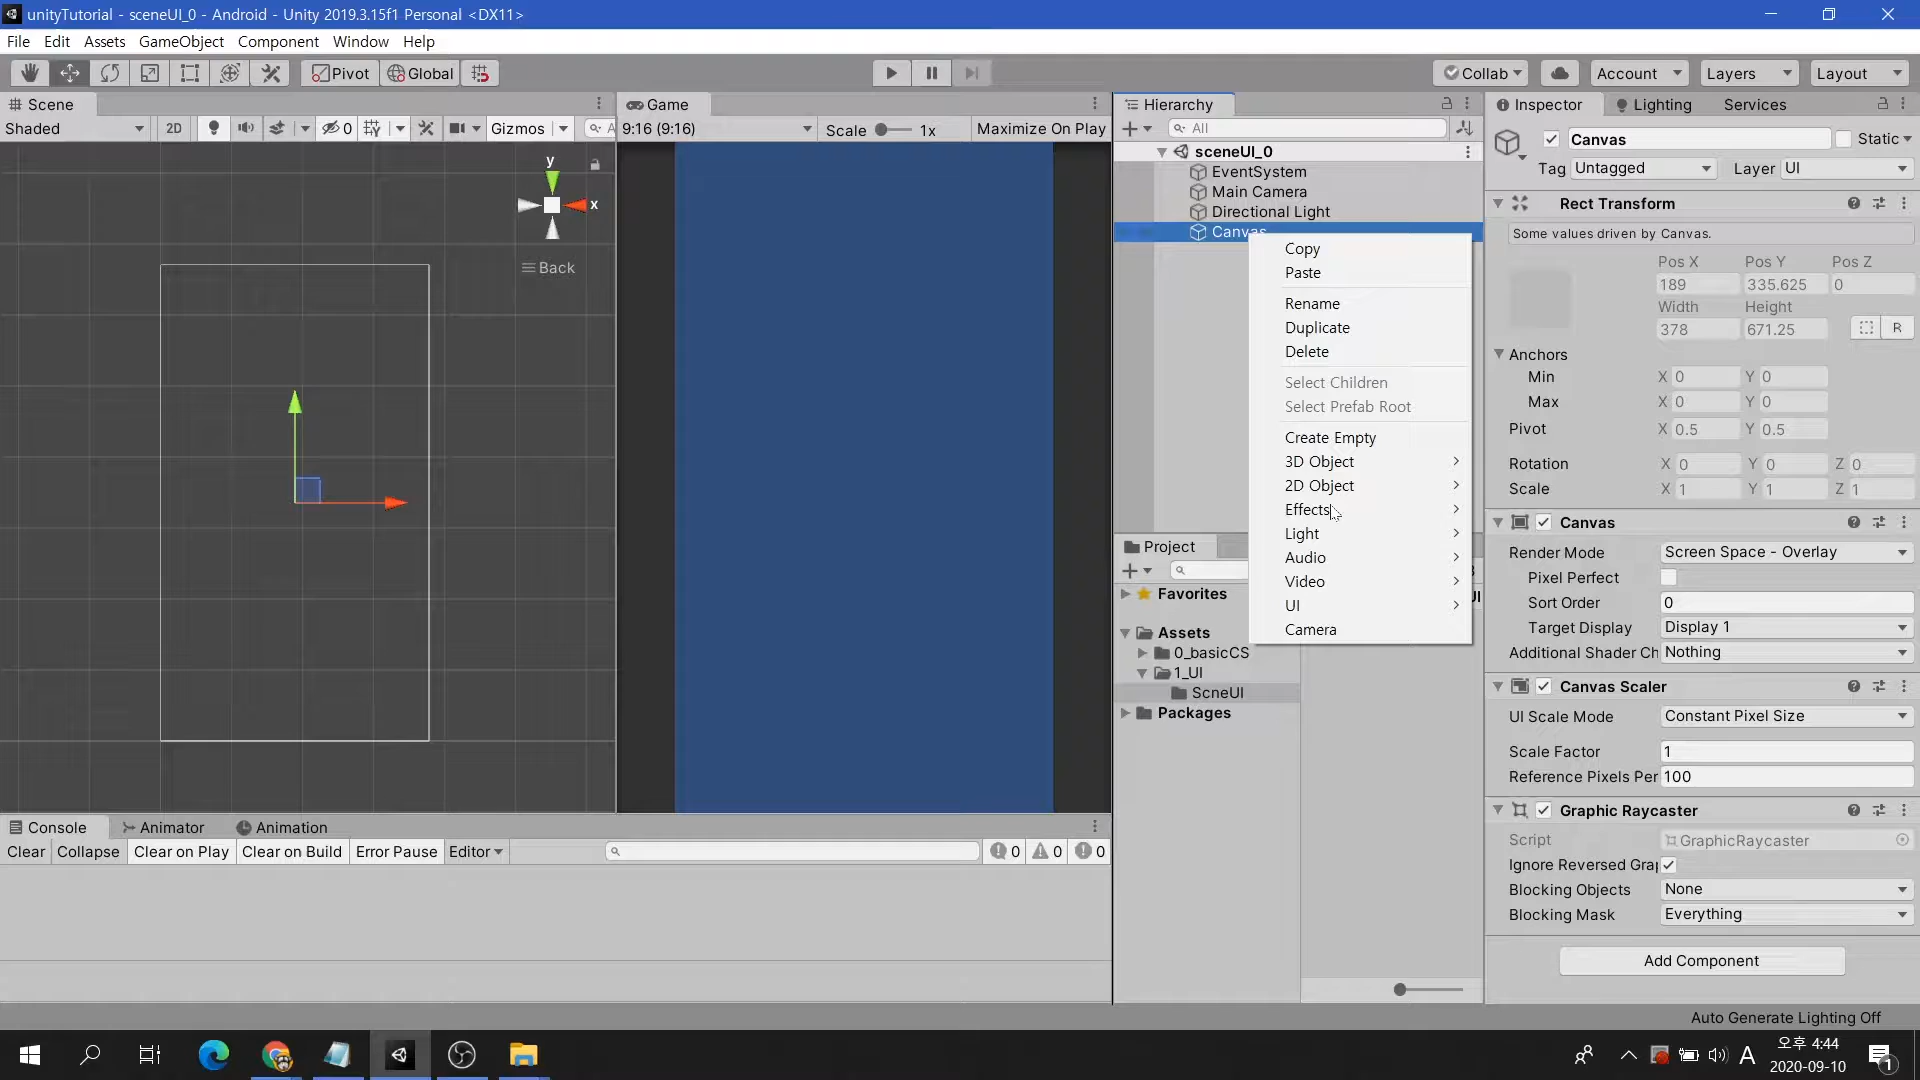 unityTutorial - sceneUI_0 - Android - Unity 2019.3.15f1 Personal <DX11>
File Edit Assets GameObject Component Window Help
Pivot Global Collab Account Layers Layout
Scene
Shaded 2D 0 Gizmos
y
x
Back
Game
9:16 (9:16) Scale 1x Maximize On Play
Hierarchy
All
sceneUI_0
EventSystem
Main Camera
Directional Light
Canvas
Copy
Paste
Rename
Duplicate
Delete
Select Children
Select Prefab Root
Create Empty
3D Object
2D Object
Effects
Light
Audio
Video
UI
Camera
Project
Favorites
Assets
0_basicCS
1_UI
ScneUI
Packages
Inspector Lighting Services
Canvas Static
Tag Untagged Layer UI
Rect Transform
Some values driven by Canvas.
Pos X Pos Y Pos Z
189 335.625 0
Width Height
378 671.25 R
Anchors
Min X 0 Y 0
Max X 0 Y 0
Pivot X 0.5 Y 0.5
Rotation X 0 Y 0 Z 0
Scale X 1 Y 1 Z 1
Canvas
Render Mode Screen Space - Overlay
Pixel Perfect
Sort Order 0
Target Display Display 1
Additional Shader Ch Nothing
Canvas Scaler
UI Scale Mode Constant Pixel Size
Scale Factor 1
Reference Pixels Per 100
Graphic Raycaster
Script GraphicRaycaster
Ignore Reversed Gra
Blocking Objects None
Blocking Mask Everything
Add Component
Console Animator Animation
Clear Collapse Clear on Play Clear on Build Error Pause Editor 0 0 0
Auto Generate Lighting Off
A 오후 4:44
2020-09-10
1